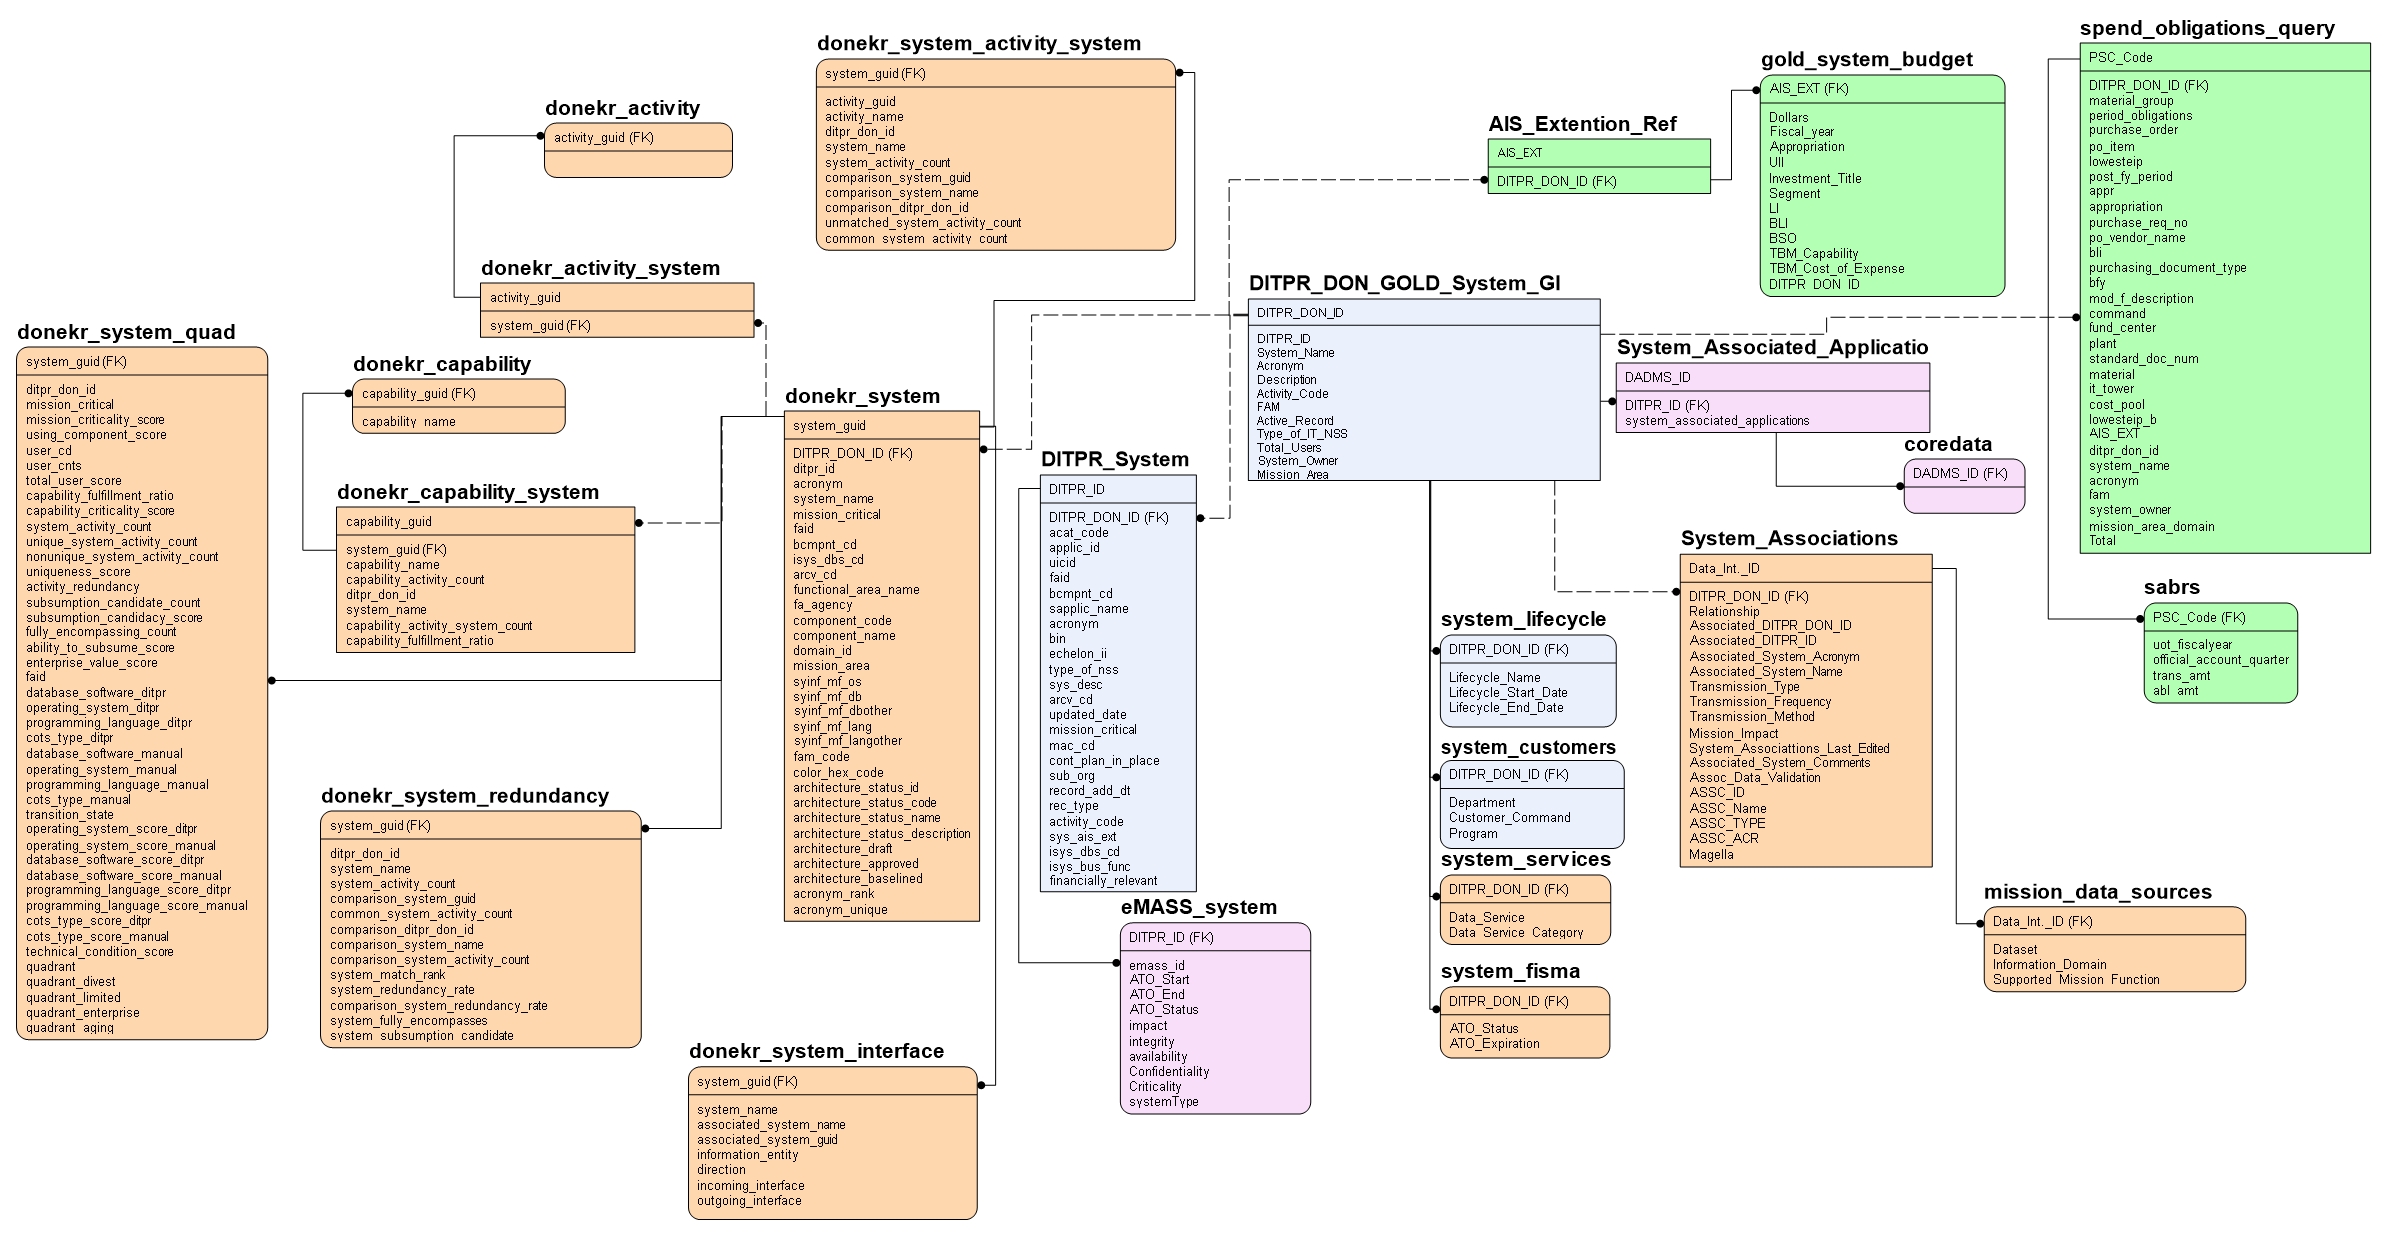 donekr_system_activity_system
system_guid (FK)
activity_guid
activity_name
ditpr_don_id
system_name
system_activity_count
comparison_system_guid
comparison_system_name
comparison_ditpr_don_id
unmatched_system_activity_count
common_system_activity_count
donekr_activity
activity_guid (FK)
donekr_activity_system
activity_guid
system_guid (FK)
donekr_system_quad
system_guid (FK)
ditpr_don_id
mission_critical
mission_criticality_score
using_component_score
user_cd
user_cnts
total_user_score
capability_fulfillment_ratio
capability_criticality_score
system_activity_count
unique_system_activity_count
nonunique_system_activity_count
uniqueness_score
activity_redundancy
subsumption_candidate_count
subsumption_candidacy_score
fully_encompassing_count
ability_to_subsume_score
enterprise_value_score
faid
database_software_ditpr
operating_system_ditpr
programming_language_ditpr
cots_type_ditpr
database_software_manual
operating_system_manual
programming_language_manual
cots_type_manual
transition_state
operating_system_score_ditpr
operating_system_score_manual
database_software_score_ditpr
database_software_score_manual
programming_language_score_ditpr
programming_language_score_manual
cots_type_score_ditpr
cots_type_score_manual
technical_condition_score
quadrant
quadrant_divest
quadrant_limited
quadrant_enterprise
quadrant_aging
donekr_capability
capability_guid (FK)
capability_name
donekr_capability_system
capability_guid
system_guid (FK)
capability_name
capability_activity_count
ditpr_don_id
system_name
capability_activity_system_count
capability_fulfillment_ratio
donekr_system_redundancy
system_guid (FK)
ditpr_don_id
system_name
system_activity_count
comparison_system_guid
common_system_activity_count
comparison_ditpr_don_id
comparison_system_name
comparison_system_activity_count
system_match_rank
system_redundancy_rate
comparison_system_redundancy_rate
system_fully_encompasses
system_subsumption_candidate
donekr_system
system_guid
DITPR_DON_ID (FK)
ditpr_id
acronym
system_name
mission_critical
faid
bcmpnt_cd
isys_dbs_cd
arcv_cd
functional_area_name
fa_agency
component_code
component_name
domain_id
mission_area
syinf_mf_os
syinf_mf_db
syinf_mf_dbother
syinf_mf_lang
syinf_mf_langother
fam_code
color_hex_code
architecture_status_id
architecture_status_code
architecture_status_name
architecture_status_description
architecture_draft
architecture_approved
architecture_baselined
acronym_rank
acronym_unique
donekr_system_interface
system_guid (FK)
system_name
associated_system_name
associated_system_guid
information_entity
direction
incoming_interface
outgoing_interface
DITPR_System
DITPR_ID
DITPR_DON_ID (FK)
acat_code
applic_id
uicid
faid
bcmpnt_cd
sapplic_name
acronym
bin
echelon_ii
type_of_nss
sys_desc
arcv_cd
updated_date
mission_critical
mac_cd
cont_plan_in_place
sub_org
record_add_dt
rec_type
activity_code
sys_ais_ext
isys_dbs_cd
isys_bus_func
financially_relevant
eMASS_system
DITPR_ID (FK)
emass_id
ATO_Start
ATO_End
ATO_Status
impact
integrity
availability
Confidentiality
Criticality
systemType
DITPR_DON_GOLD_System_GI
DITPR_DON_ID
DITPR_ID
System_Name
Acronym
Description
Activity_Code
FAM
Active_Record
Type_of_IT_NSS
Total_Users
System_Owner
Mission_Area
AIS_Extention_Ref
AIS_EXT
DITPR_DON_ID (FK)
gold_system_budget
AIS_EXT (FK)
Dollars
Fiscal_year
Appropriation
UII
Investment_Title
Segment
LI
BLI
BSO
TBM_Capability
TBM_Cost_of_Expense
DITPR_DON_ID
System_Associated_Applicatio
DADMS_ID
DITPR_ID (FK)
system_associated_applications
coredata
DADMS_ID (FK)
System_Associations
Data_Int._ID
DITPR_DON_ID (FK)
Relationship
Associated_DITPR_DON_ID
Associated_DITPR_ID
Associated_System_Acronym
Associated_System_Name
Transmission_Type
Transmission_Frequency
Transmission_Method
Mission_Impact
System_Associattions_Last_Edited
Associated_System_Comments
Assoc_Data_Validation
ASSC_ID
ASSC_Name
ASSC_TYPE
ASSC_ACR
Magella
system_lifecycle
DITPR_DON_ID (FK)
Lifecycle_Name
Lifecycle_Start_Date
Lifecycle_End_Date
system_customers
DITPR_DON_ID (FK)
Department
Customer_Command
Program
system_services
DITPR_DON_ID (FK)
Data_Service
Data_Service_Category
system_fisma
DITPR_DON_ID (FK)
ATO_Status
ATO_Expiration
mission_data_sources
Data_Int._ID (FK)
Dataset
Information_Domain
Supported_Mission_Function
spend_obligations_query
PSC_Code
DITPR_DON_ID (FK)
material_group
period_obligations
purchase_order
po_item
lowesteip
post_fy_period
appr
appropriation
purchase_req_no
po_vendor_name
bli
purchasing_document_type
bfy
mod_f_description
command
fund_center
plant
standard_doc_num
material
it_tower
cost_pool
lowesteip_b
AIS_EXT
ditpr_don_id
system_name
acronym
fam
system_owner
mission_area_domain
Total
sabrs
PSC_Code (FK)
uot_fiscalyear
official_account_quarter
trans_amt
abl_amt